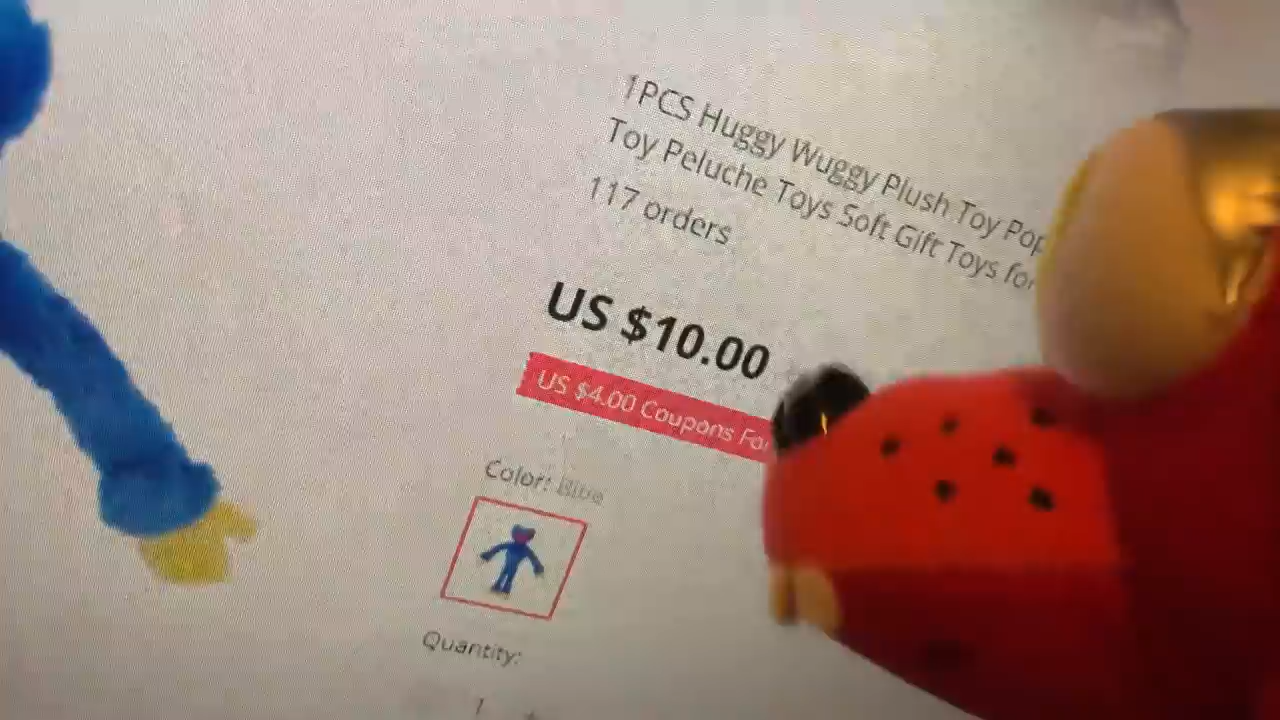 1PCS Huggy Wuggy Plush Toy Pop
Toy Peluche Toys Soft Gift Toys for
117 orders
US $10.00
US $4.00 Coupons For
Color: Blue
Quantity:
1 +